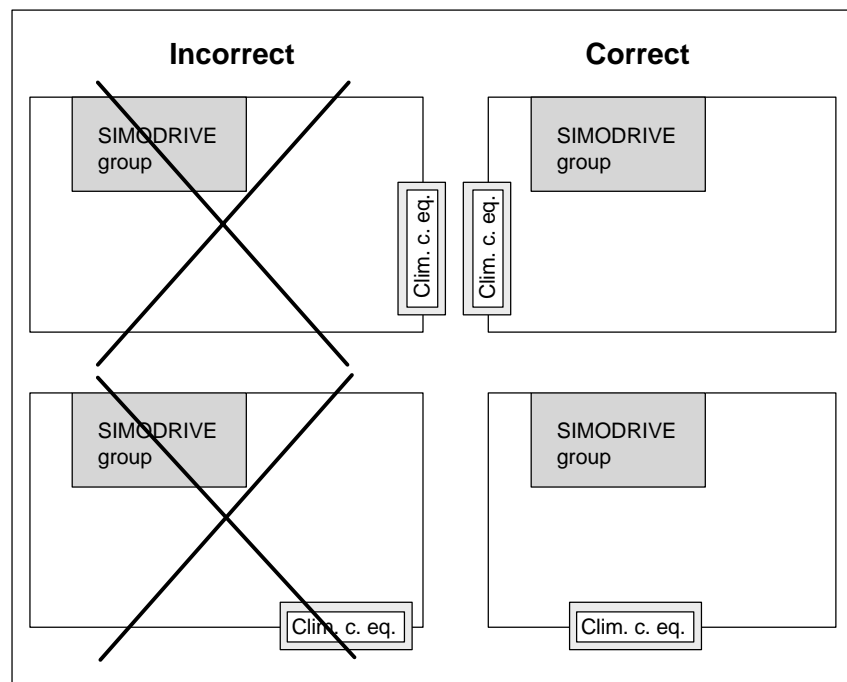 Incorrect
Correct
SIMODRIVE
group
Clim. c. eq.
Clim. c. eq.
SIMODRIVE
group
SIMODRIVE
group
Clim. c. eq.
SIMODRIVE
group
Clim. c. eq.